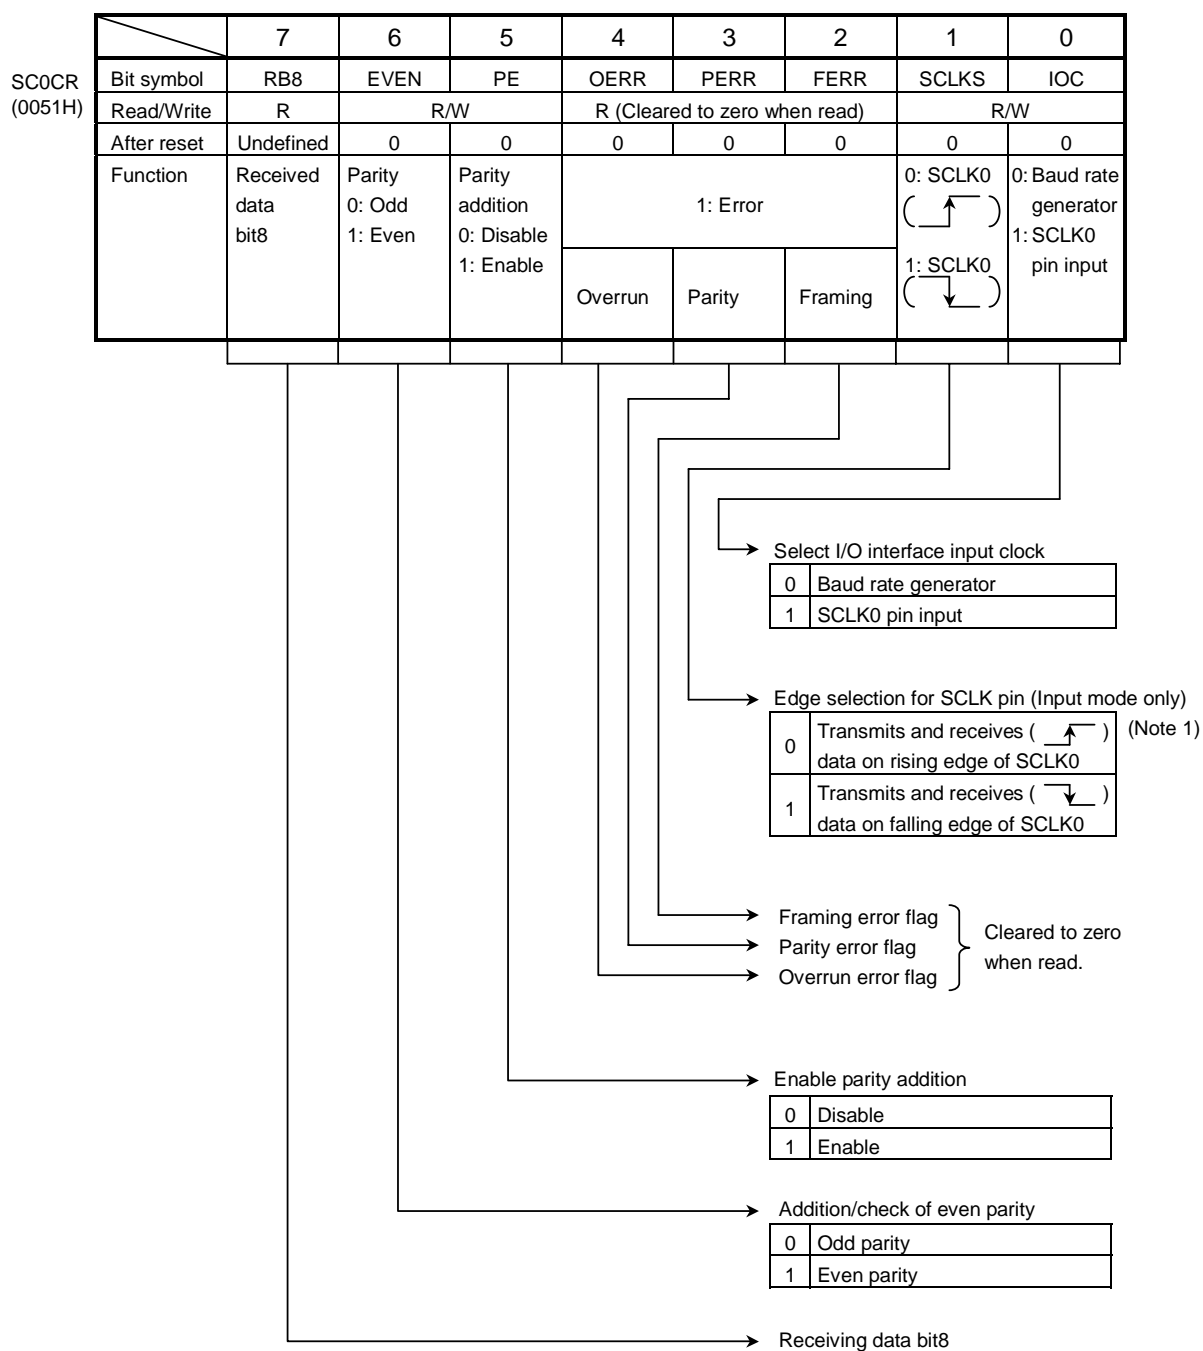 7 6 5 4 3 2 1 0
SC0CR
(0051H)
Bit symbol RB8 EVEN PE OERR PERR FERR SCLKS IOC
Read/Write R R/W R (Cleared to zero when read) R/W
After reset Undefined 0 0 0 0 0 0 0
Function
Received
data
bit8
Parity
0: Odd
1: Even
Parity
addition
0: Disable
1: Enable
1: Error
Overrun
Parity
Framing
0: SCLK0
( )
1: SCLK0
( )
0: Baud rate
generator
1: SCLK0
pin input
Select I/O interface input clock
0 Baud rate generator
1 SCLK0 pin input
Edge selection for SCLK pin (Input mode only)
(Note 1)
0 Transmits and receives ( )
data on rising edge of SCLK0
1 Transmits and receives ( )
data on falling edge of SCLK0
Framing error flag
Parity error flag
Overrun error flag
Cleared to zero
when read.
Enable parity addition
0 Disable
1 Enable
Addition/check of even parity
0 Odd parity
1 Even parity
Receiving data bit8